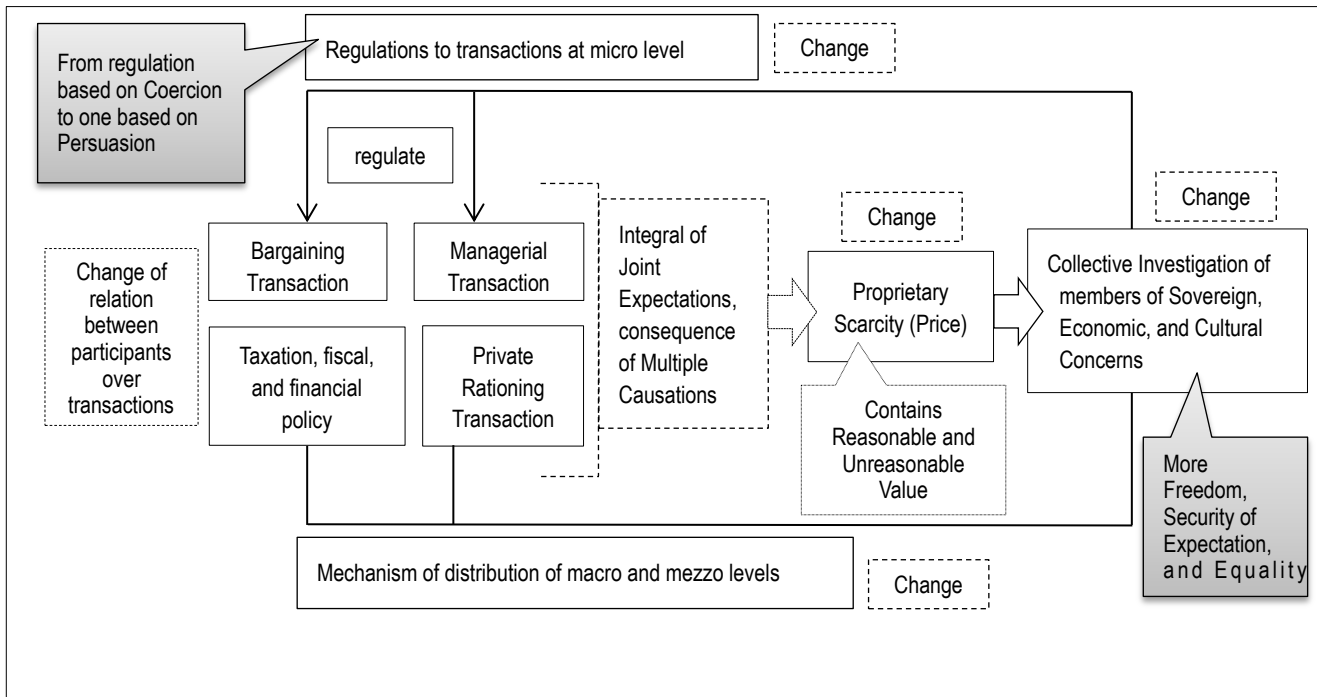 Regulations to transactions at micro level
Change
From regulation
based on Coercion
to one based on
Persuasion
regulate
Change
Bargaining
Transaction
Managerial
Transaction
Integral of
Joint
Expectations,
consequence
of Multiple
Causations
Change
Proprietary
Scarcity (Price)
Collective Investigation of
members of Sovereign,
Economic, and Cultural
Concerns
Change of
relation
between
participants
over
transactions
Taxation, fiscal,
and financial
policy
Private
Rationing
Transaction
Contains
Reasonable and
Unreasonable
Value
More
Freedom,
Security of
Expectation,
and Equality
Mechanism of distribution of macro and mezzo levels
Change